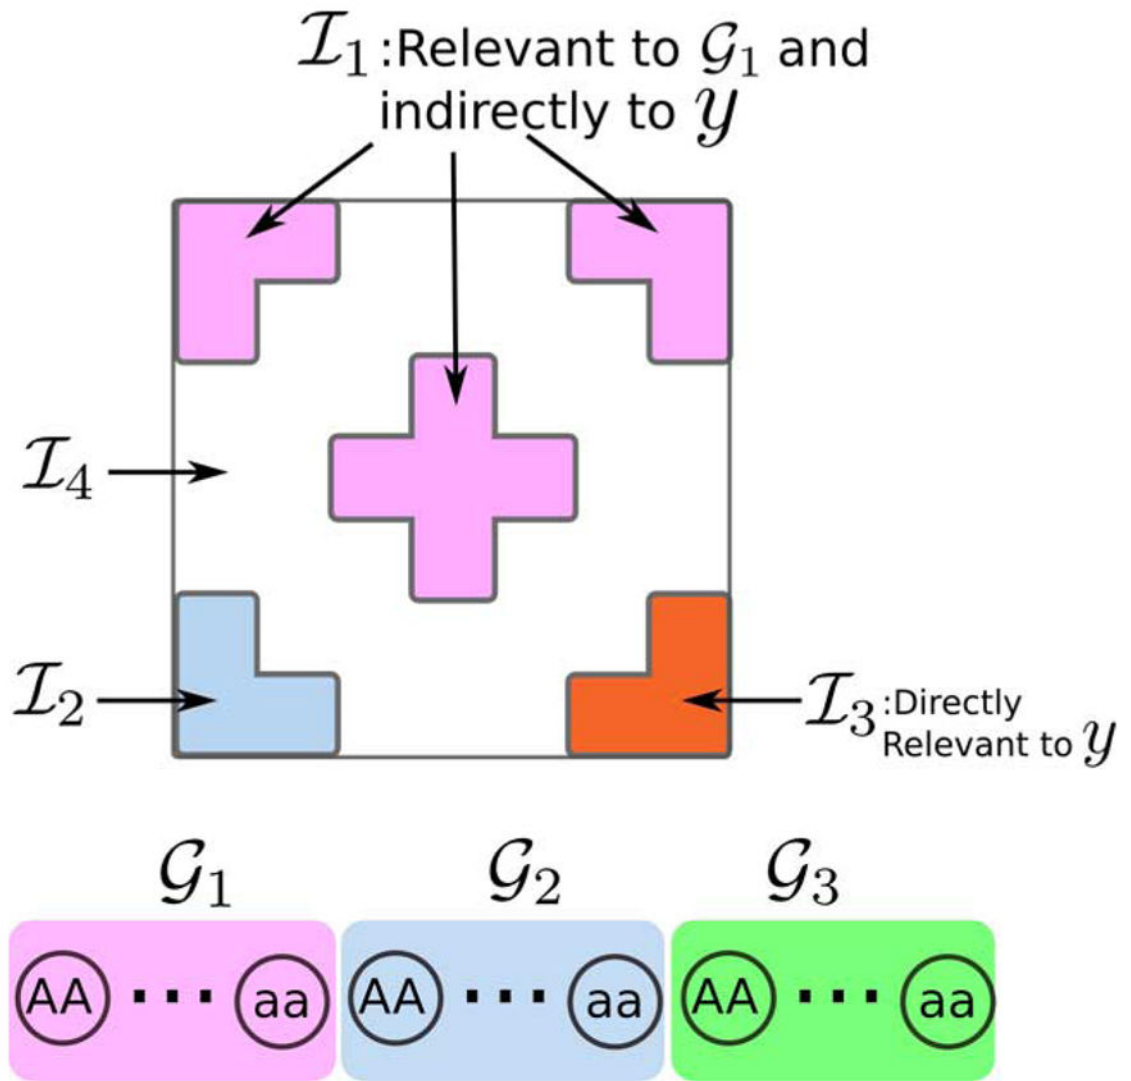 𝓘₁ :Relevant to 𝓖₁ and
indirectly to y
𝓘₄
𝓘₂
𝓘₃ :Directly
Relevant to y
𝓖₁ 𝓖₂ 𝓖₃
AA ··· aa AA ··· aa AA ··· aa